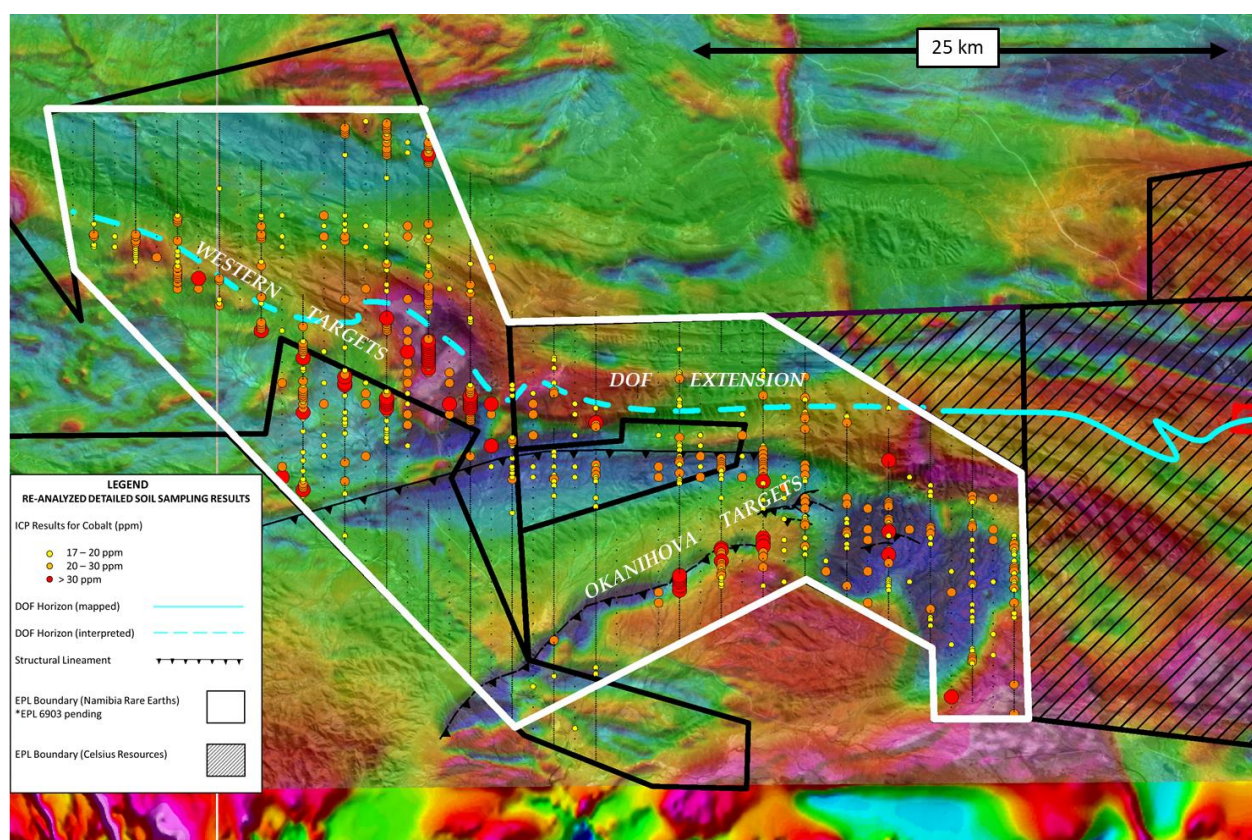 25 km
WESTERN TARGETS
DOF EXTENSION
OKANIHOVA TARGETS
LEGEND
RE-ANALYZED DETAILED SOIL SAMPLING RESULTS
ICP Results for Cobalt (ppm)
17 – 20 ppm
20 – 30 ppm
> 30 ppm
DOF Horizon (mapped)
DOF Horizon (interpreted)
Structural Lineament
EPL Boundary (Namibia Rare Earths)
*EPL 6903 pending
EPL Boundary (Celsius Resources)